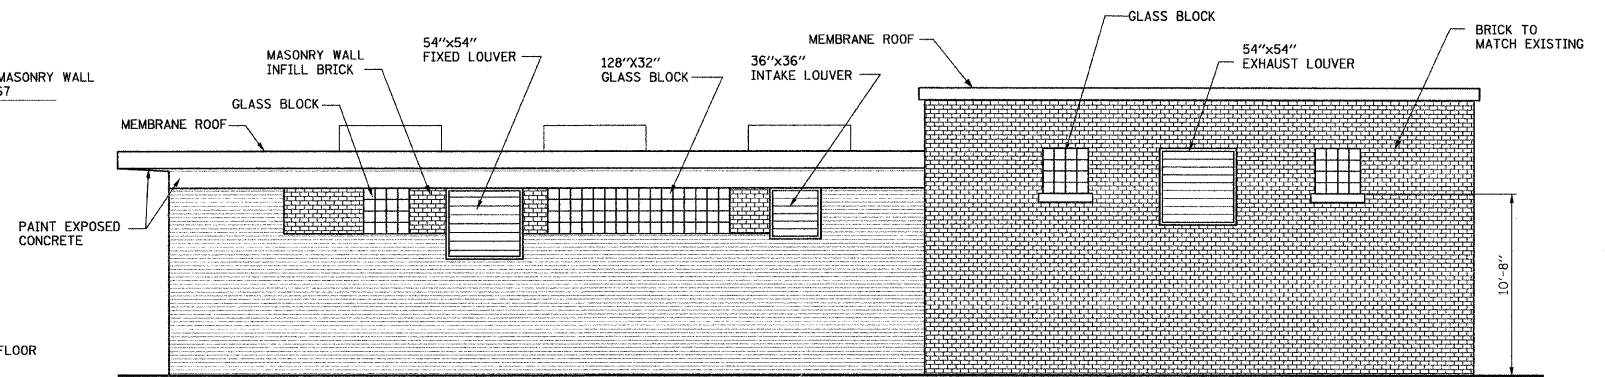 MASONRY WALL
67
MASONRY WALL
INFILL BRICK
54"x54"
FIXED LOUVER
128"X32"
GLASS BLOCK
36"x36"
INTAKE LOUVER
MEMBRANE ROOF
GLASS BLOCK
54"x54"
EXHAUST LOUVER
BRICK TO
MATCH EXISTING
GLASS BLOCK
MEMBRANE ROOF
PAINT EXPOSED
CONCRETE
10'-8"
FLOOR